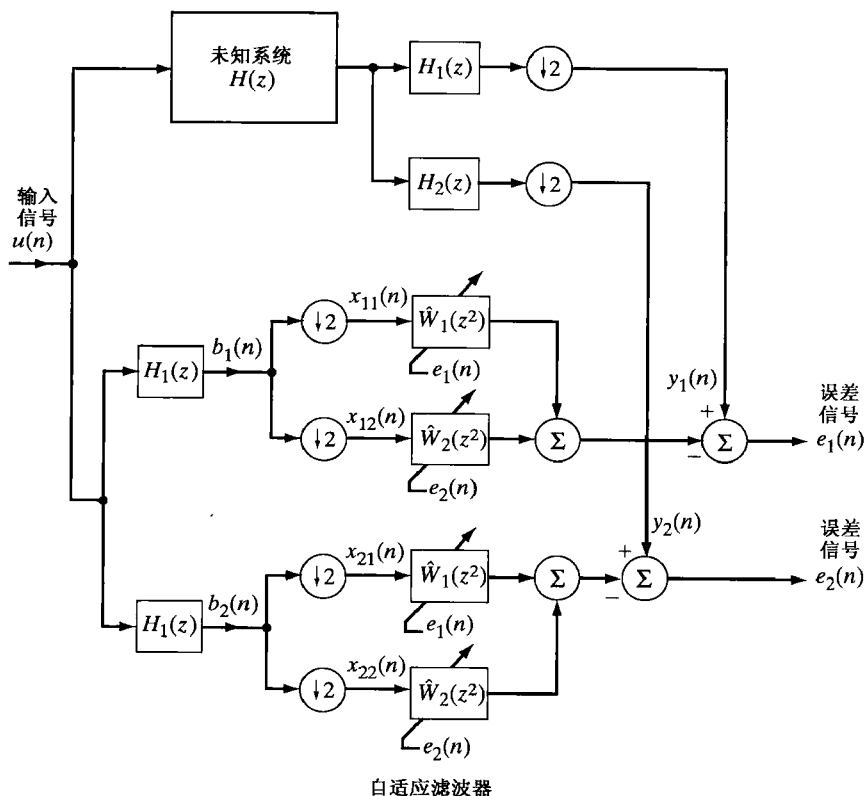 未知系统
H(z)
H₁(z)
↓2
H₂(z)
↓2
输入
信号
u(n)
x₁₁(n)
↓2
Ŵ₁(z²)
b₁(n)
H₁(z)
e₁(n)
y₁(n)
误差
信号
e₁(n)
+
−
Σ
x₁₂(n)
↓2
Ŵ₂(z²)
Σ
e₂(n)
y₂(n)
误差
信号
e₂(n)
x₂₁(n)
↓2
Ŵ₁(z²)
Σ
+
−
Σ
b₂(n)
H₁(z)
e₁(n)
x₂₂(n)
↓2
Ŵ₂(z²)
e₂(n)
白适应滤波器